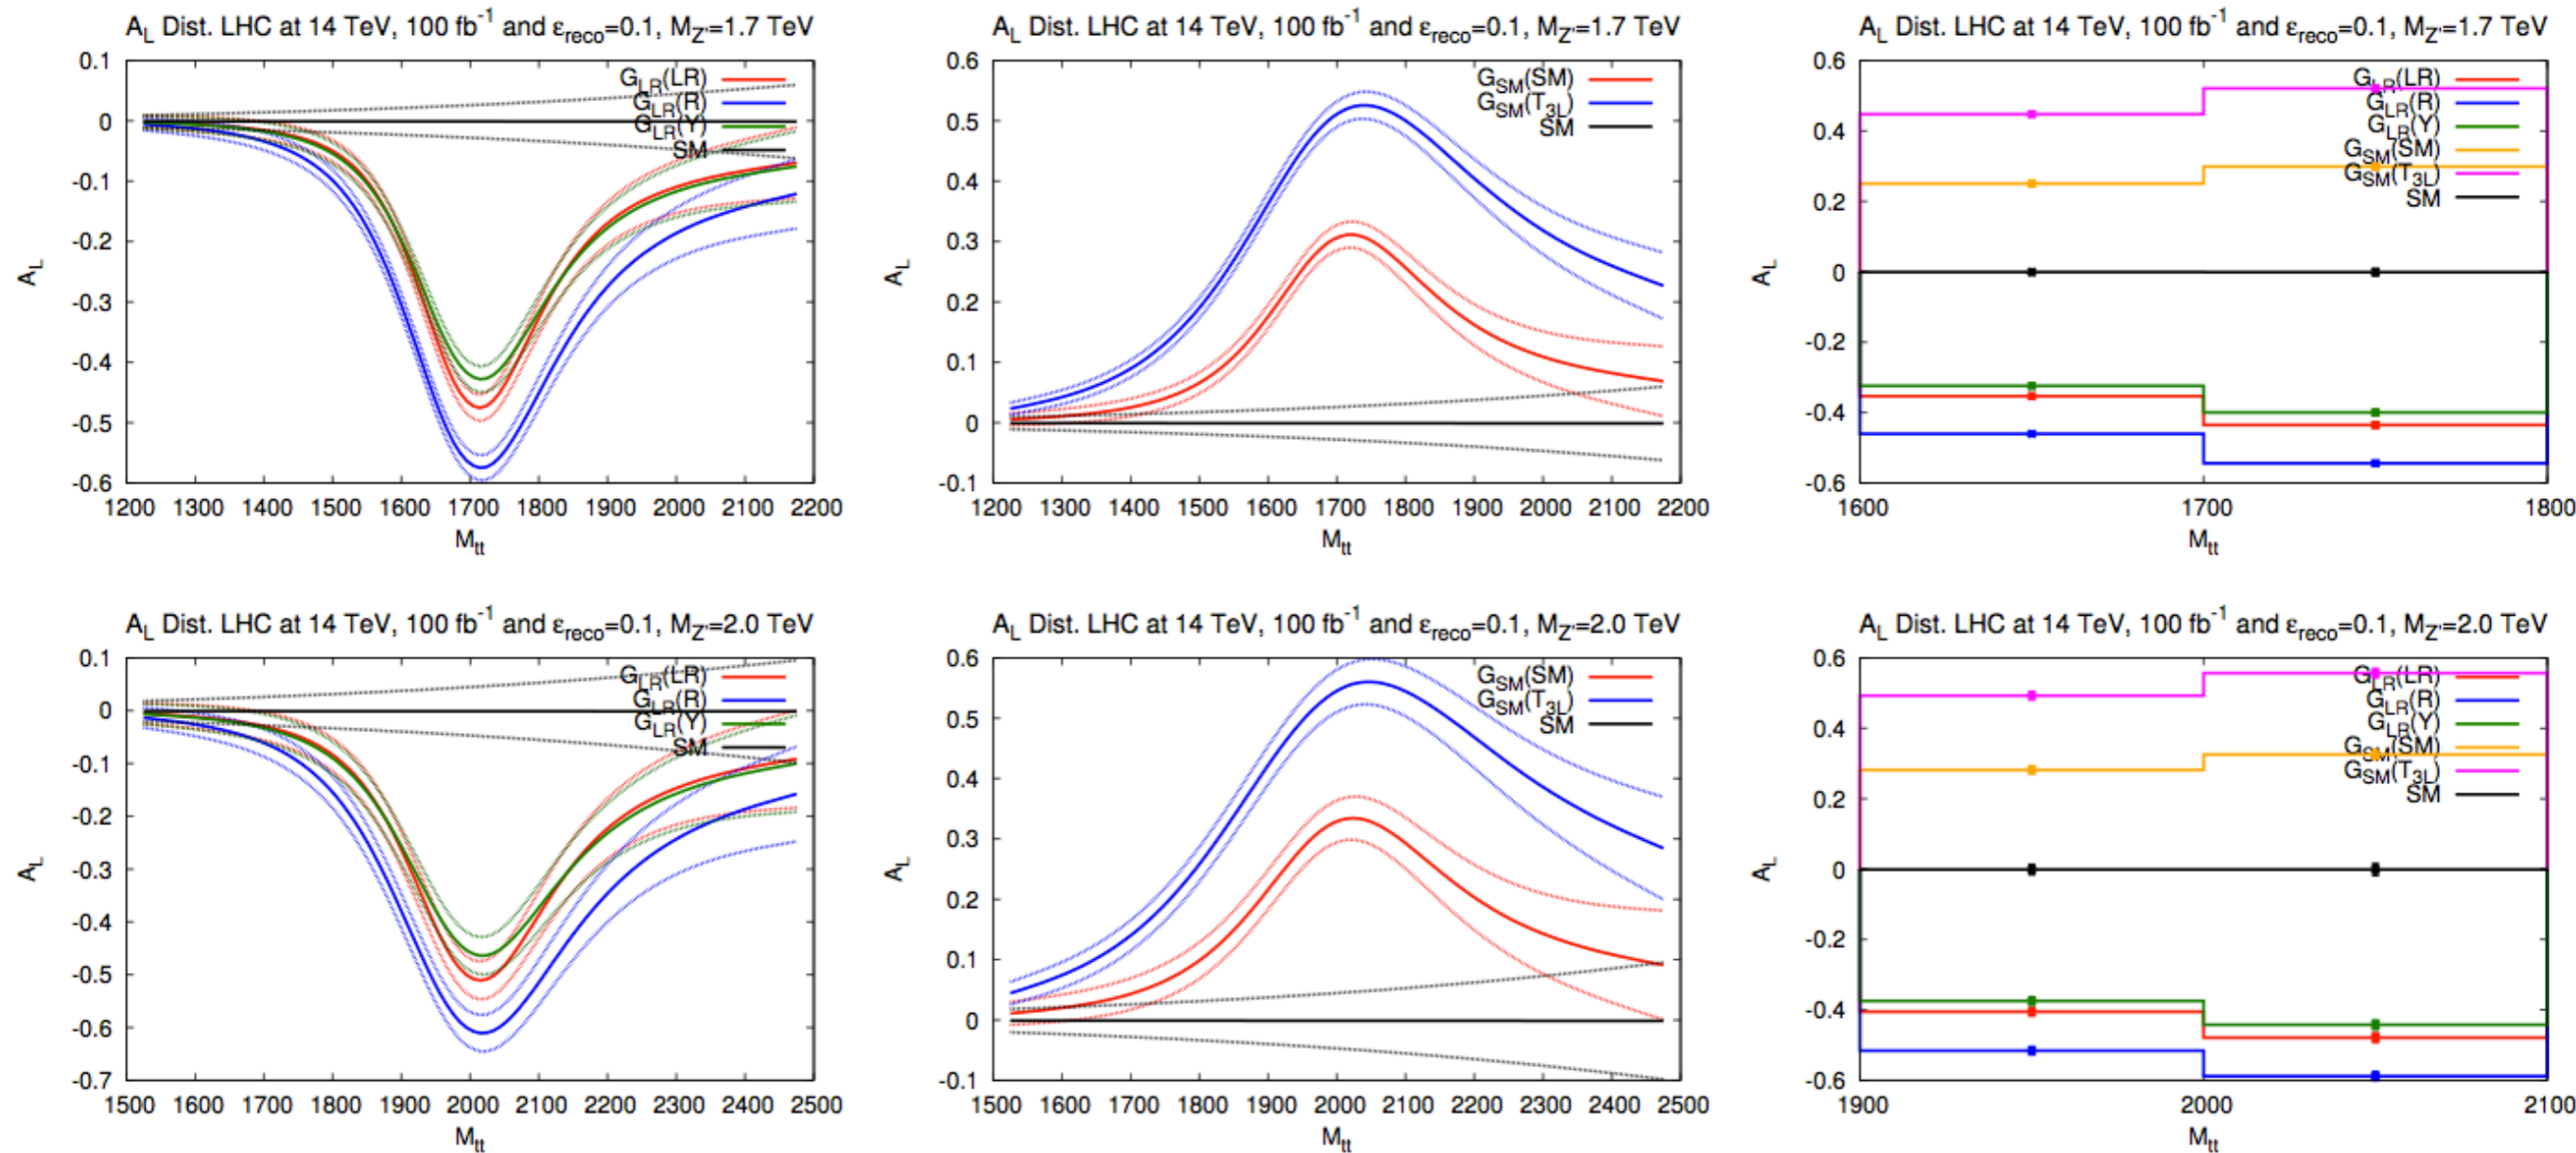 A_L Dist. LHC at 14 TeV, 100 fb^-1 and ε_reco=0.1, M_Z'=1.7 TeV
0.1
0
-0.1
-0.2
-0.3
-0.4
-0.5
-0.6
A_L
G_LR(LR)
G_LR(R)
G_LR(Y)
SM
1200 1300 1400 1500 1600 1700 1800 1900 2000 2100 2200
M_tt
A_L Dist. LHC at 14 TeV, 100 fb^-1 and ε_reco=0.1, M_Z'=1.7 TeV
0.6
0.5
0.4
0.3
0.2
0.1
0
-0.1
A_L
G_SM(SM)
G_SM(T_3L)
SM
1200 1300 1400 1500 1600 1700 1800 1900 2000 2100 2200
M_tt
A_L Dist. LHC at 14 TeV, 100 fb^-1 and ε_reco=0.1, M_Z'=1.7 TeV
0.6
0.4
0.2
0
-0.2
-0.4
-0.6
A_L
G_LR(LR)
G_LR(R)
G_LR(Y)
G_SM(SM)
G_SM(T_3L)
SM
1600 1700 1800
M_tt
A_L Dist. LHC at 14 TeV, 100 fb^-1 and ε_reco=0.1, M_Z'=2.0 TeV
0.1
0
-0.1
-0.2
-0.3
-0.4
-0.5
-0.6
-0.7
A_L
G_LR(LR)
G_LR(R)
G_LR(Y)
SM
1500 1600 1700 1800 1900 2000 2100 2200 2300 2400 2500
M_tt
A_L Dist. LHC at 14 TeV, 100 fb^-1 and ε_reco=0.1, M_Z'=2.0 TeV
0.6
0.5
0.4
0.3
0.2
0.1
0
-0.1
A_L
G_SM(SM)
G_SM(T_3L)
SM
1500 1600 1700 1800 1900 2000 2100 2200 2300 2400 2500
M_tt
A_L Dist. LHC at 14 TeV, 100 fb^-1 and ε_reco=0.1, M_Z'=2.0 TeV
0.6
0.4
0.2
0
-0.2
-0.4
-0.6
A_L
G_LR(LR)
G_LR(R)
G_LR(Y)
G_SM(SM)
G_SM(T_3L)
SM
1900 2000 2100
M_tt